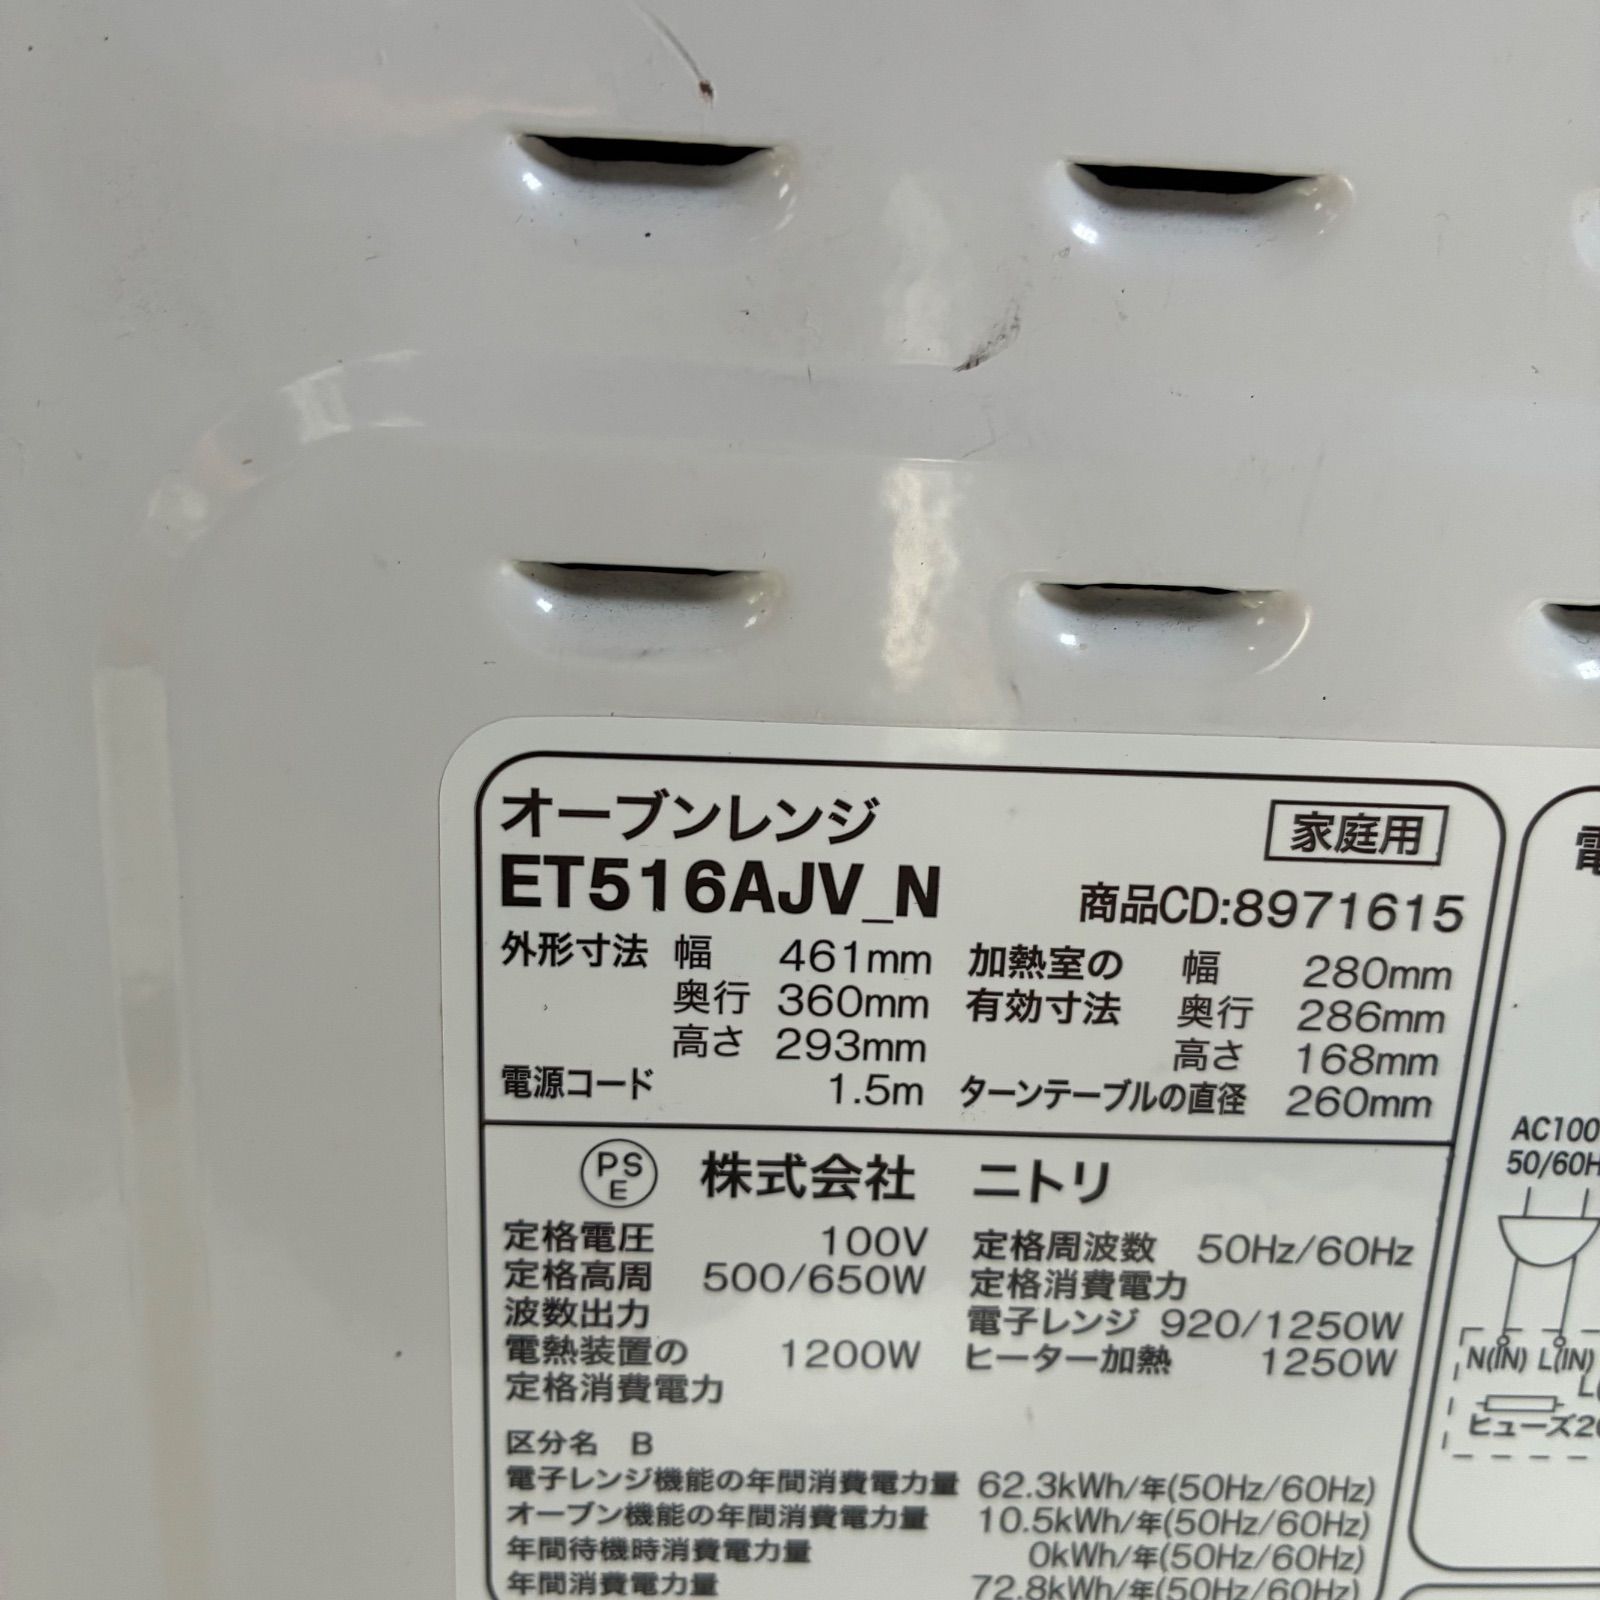 オーブンレンジ
家庭用
ET516AJV_N
商品CD:8971615
外形寸法 幅 461mm
奥行 360mm
高さ 293mm
加熱室の 幅 280mm
有効寸法 奥行 286mm
高さ 168mm
電源コード 1.5m
ターンテーブルの直径 260mm
PSE 株式会社 ニトリ
定格電圧 100V
定格周波数 50Hz/60Hz
定格高周 500/650W
波数出力
定格消費電力
電子レンジ 920/1250W
電熱装置の 1200W
定格消費電力
ヒーター加熱 1250W
区分名 B
電子レンジ機能の年間消費電力量 62.3kWh/年(50Hz/60Hz)
オーブン機能の年間消費電力量 10.5kWh/年(50Hz/60Hz)
年間待機時消費電力量 0kWh/年(50Hz/60Hz)
年間消費電力量 72.8kWh/年(50Hz/60Hz)
電
AC100
50/60H
N(IN) L(IN)
ヒューズ20